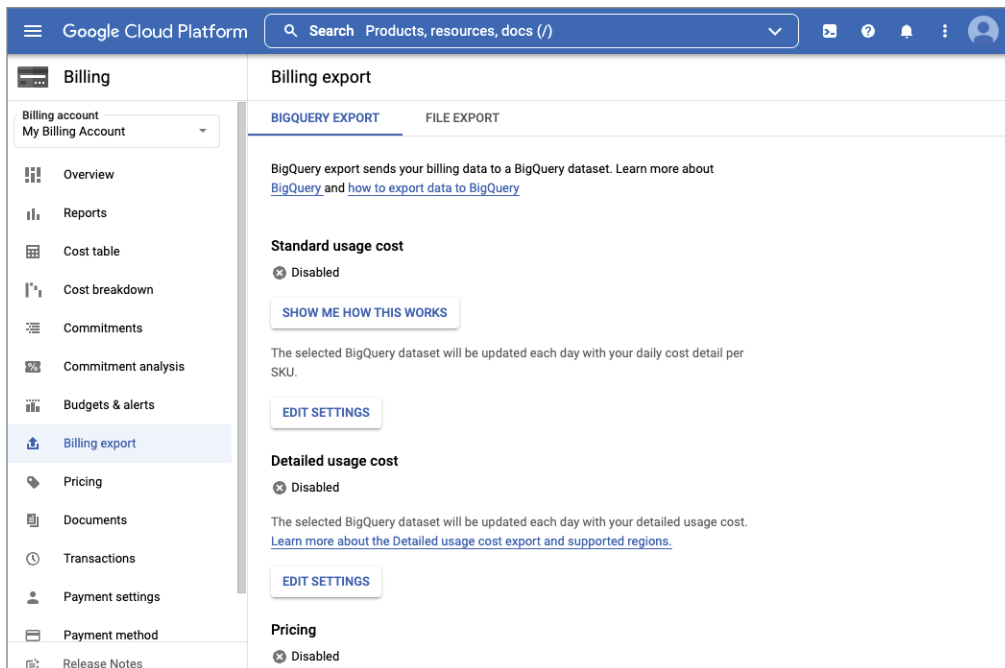 Google Cloud Platform
Search Products, resources, docs (/)
Billing
Billing account
My Billing Account
Overview
Reports
Cost table
Cost breakdown
Commitments
Commitment analysis
Budgets & alerts
Billing export
Pricing
Documents
Transactions
Payment settings
Payment method
Release Notes
Billing export
BIGQUERY EXPORT
FILE EXPORT
BigQuery export sends your billing data to a BigQuery dataset. Learn more about
BigQuery and how to export data to BigQuery
Standard usage cost
Disabled
SHOW ME HOW THIS WORKS
The selected BigQuery dataset will be updated each day with your daily cost detail per
SKU.
EDIT SETTINGS
Detailed usage cost
Disabled
The selected BigQuery dataset will be updated each day with your detailed usage cost.
Learn more about the Detailed usage cost export and supported regions.
EDIT SETTINGS
Pricing
Disabled